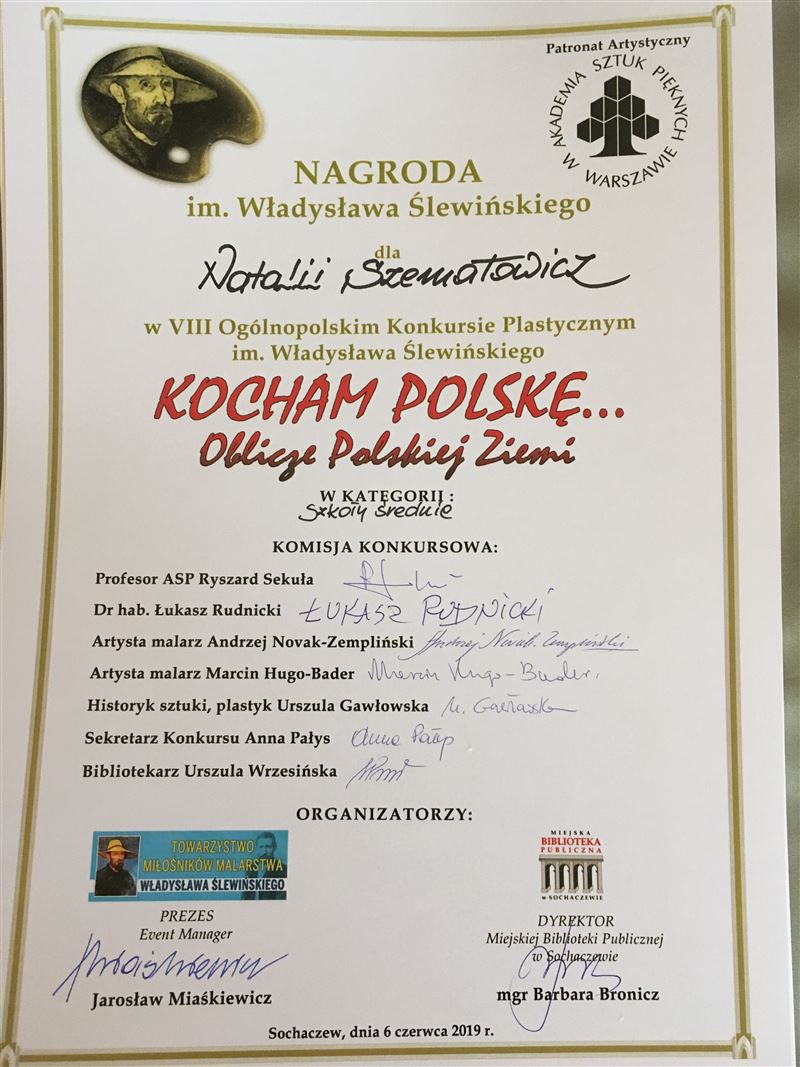 Patronat Artystyczny
AKADEMIA SZTUK PIĘKNYCH
W WARSZAWIE
NAGRODA
im. Władysława Ślewińskiego
dla
Natalii Szematowicz
w VIII Ogólnopolskim Konkursie Plastycznym
im. Władysława Ślewińskiego
KOCHAM POLSKĘ...
Oblicze Polskiej Ziemi
W KATEGORII :
Szkoły średnie
KOMISJA KONKURSOWA:
Profesor ASP Ryszard Sekuła
Dr hab. Łukasz Rudnicki ŁUKASZ RUDNICKI
Artysta malarz Andrzej Novak-Zempliński Andrzej Novak-Zempliński
Artysta malarz Marcin Hugo-Bader Marcin Hugo-Bader.
Historyk sztuki, plastyk Urszula Gawłowska
Sekretarz Konkursu Anna Pałys Anna Pałys
Bibliotekarz Urszula Wrzesińska
ORGANIZATORZY:
TOWARZYSTWO
MIŁOŚNIKÓW MALARSTWA
WŁADYSŁAWA ŚLEWIŃSKIEGO
MIEJSKA
BIBLIOTEKA
PUBLICZNA
w SOCHACZEWIE
PREZES
Event Manager
Jarosław Miaśkiewicz
DYREKTOR
Miejskiej Biblioteki Publicznej
w Sochaczewie
mgr Barbara Bronicz
Sochaczew, dnia 6 czerwca 2019 r.